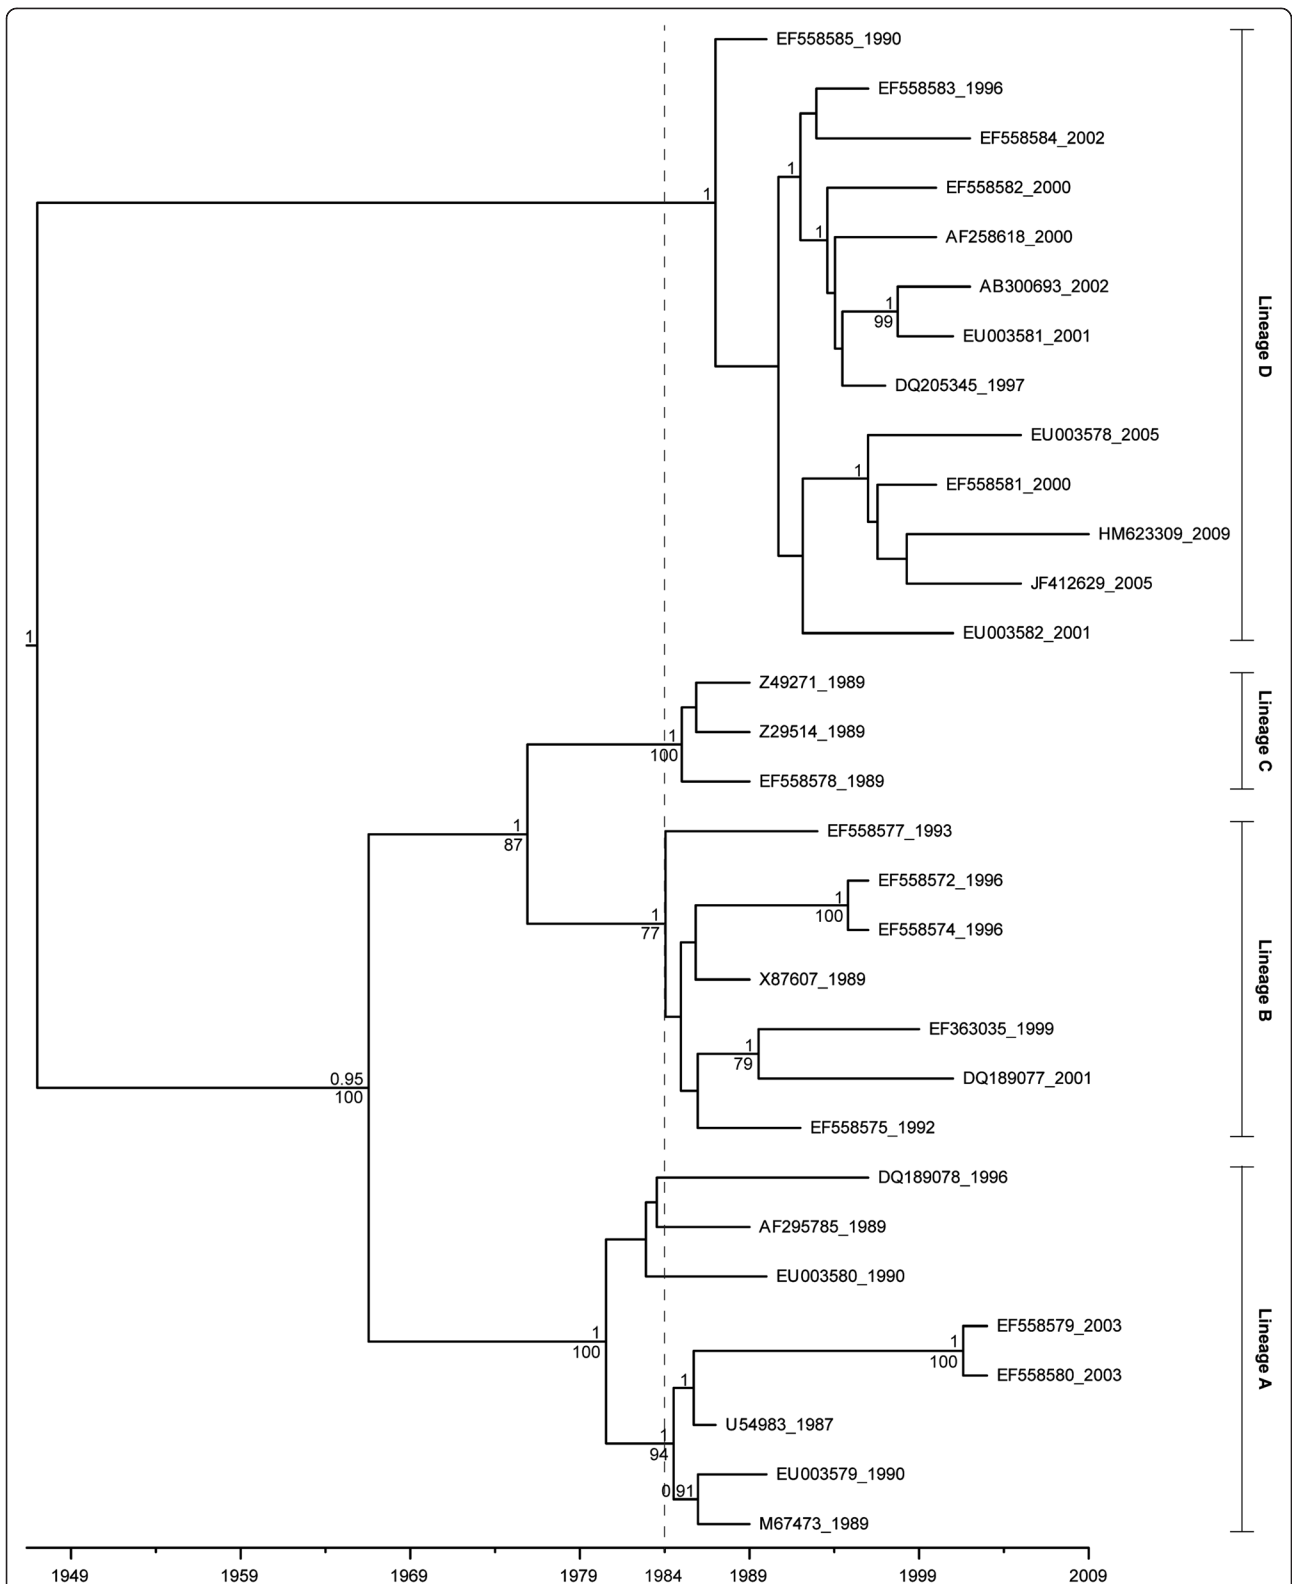 EF558585_1990
EF558583_1996
EF558584_2002
1
EF558582_2000
1
1
AF258618_2000
AB300693_2002
1
99
EU003581_2001
Lineage D
DQ205345_1997
EU003578_2005
1
EF558581_2000
HM623309_2009
JF412629_2005
EU003582_2001
1
Z49271_1989
Z29514_1989
1
100
Lineage C
EF558578_1989
1
87
EF558577_1993
EF558572_1996
1
100
1
77
EF558574_1996
X87607_1989
Lineage B
EF363035_1999
1
79
DQ189077_2001
0.95
100
EF558575_1992
DQ189078_1996
AF295785_1989
EU003580_1990
EF558579_2003
1
100
1
100
Lineage A
EF558580_2003
1
U54983_1987
1
94
EU003579_1990
0.91
M67473_1989
1949 1959 1969 1979 1984 1989 1999 2009